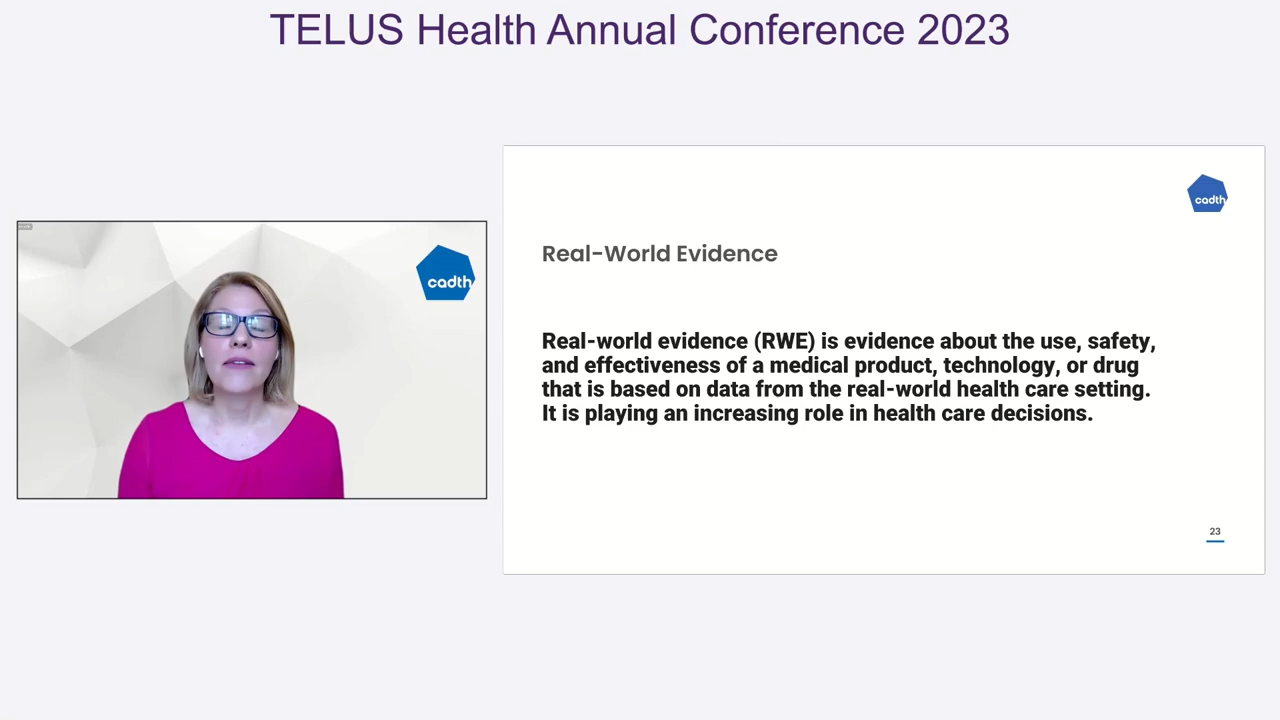 TELUS Health Annual Conference 2023
cadth
cadth
Real-World Evidence
Real-world evidence (RWE) is evidence about the use, safety,
and effectiveness of a medical product, technology, or drug
that is based on data from the real-world health care setting.
It is playing an increasing role in health care decisions.
23